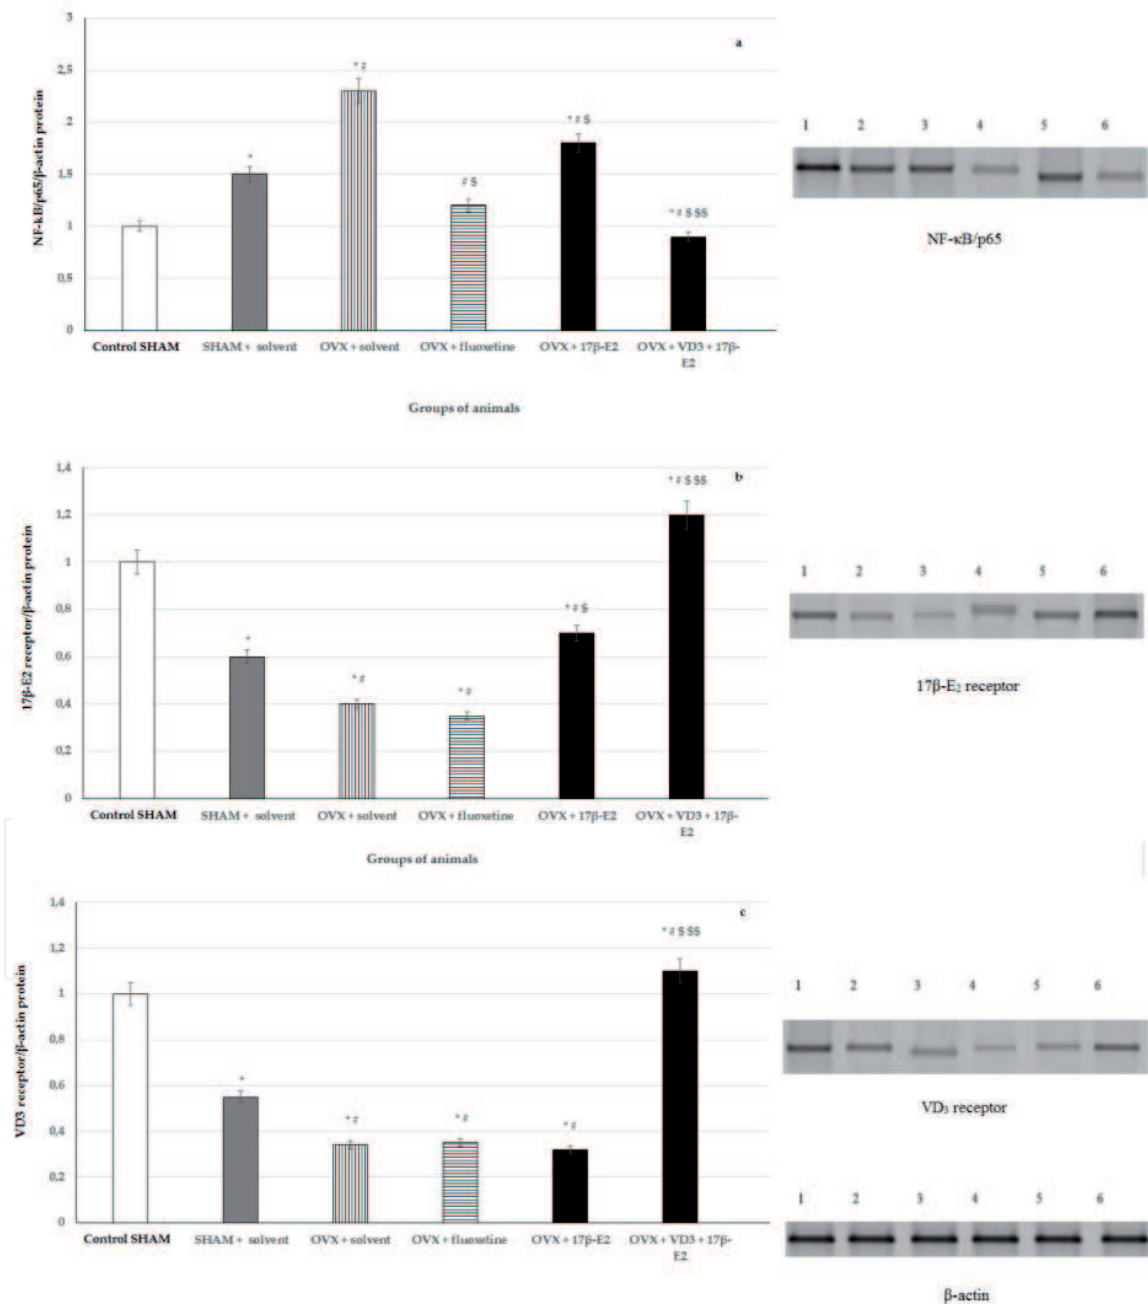 3
a
2,5
* #
2
* # $
1,5
*
# $
* # $ $$
1
0,5
0
NF-kB/p65/β-actin protein
Control SHAM
SHAM + solvent
OVX + solvent
OVX + fluoxetine
OVX + 17β-E2
OVX + VD3 + 17β-
E2
Groups of animals
1 2 3 4 5 6
NF-κB/p65
1,4
* # $ $$
b
1,2
1
0,8
* # $
*
0,6
* #
* #
0,4
0,2
0
17β-E2 receptor/β-actin protein
Control SHAM
SHAM + solvent
OVX + solvent
OVX + fluoxetine
OVX + 17β-E2
OVX + VD3 + 17β-
E2
Groups of animals
1 2 3 4 5 6
17β-E₂ receptor
1,4
c
* # $ $$
1,2
1
0,8
*
0,6
* #
* #
* #
0,4
0,2
0
VD3 receptor/β-actin protein
Control SHAM
SHAM + solvent
OVX + solvent
OVX + fluoxetine
OVX + 17β-E2
OVX + VD3 + 17β-
E2
1 2 3 4 5 6
VD₃ receptor
1 2 3 4 5 6
β-actin